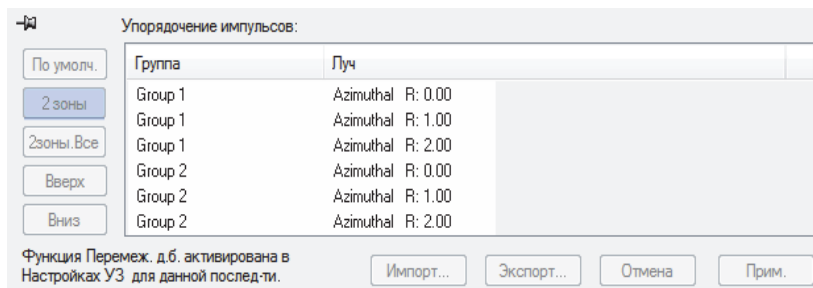 Упорядочение импульсов:
По умолч.
2 зоны
2зоны.Все
Вверх
Вниз
Группа Луч
Group 1 Azimuthal R: 0.00
Group 1 Azimuthal R: 1.00
Group 1 Azimuthal R: 2.00
Group 2 Azimuthal R: 0.00
Group 2 Azimuthal R: 1.00
Group 2 Azimuthal R: 2.00
Функция Перемеж. д.б. активирована в
Настройках УЗ для данной послед-ти.
Импорт... Экспорт... Отмена Прим.